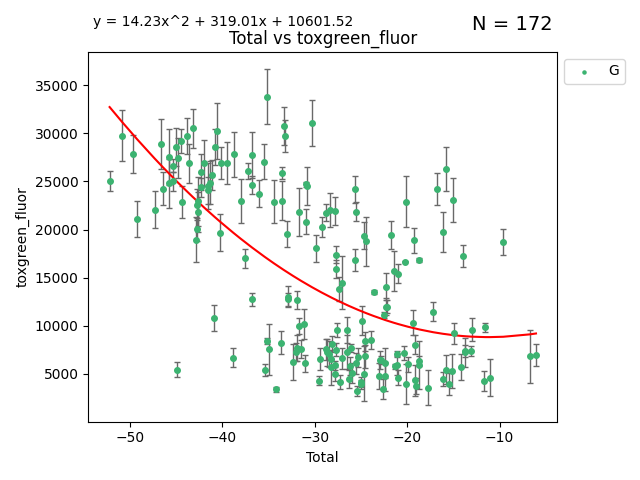 y = 14.23x^2 + 319.01x + 10601.52
N = 172
Total vs toxgreen_fluor
G
35000
30000
25000
20000
15000
10000
5000
toxgreen_fluor
−50
−40
−30
−20
−10
Total